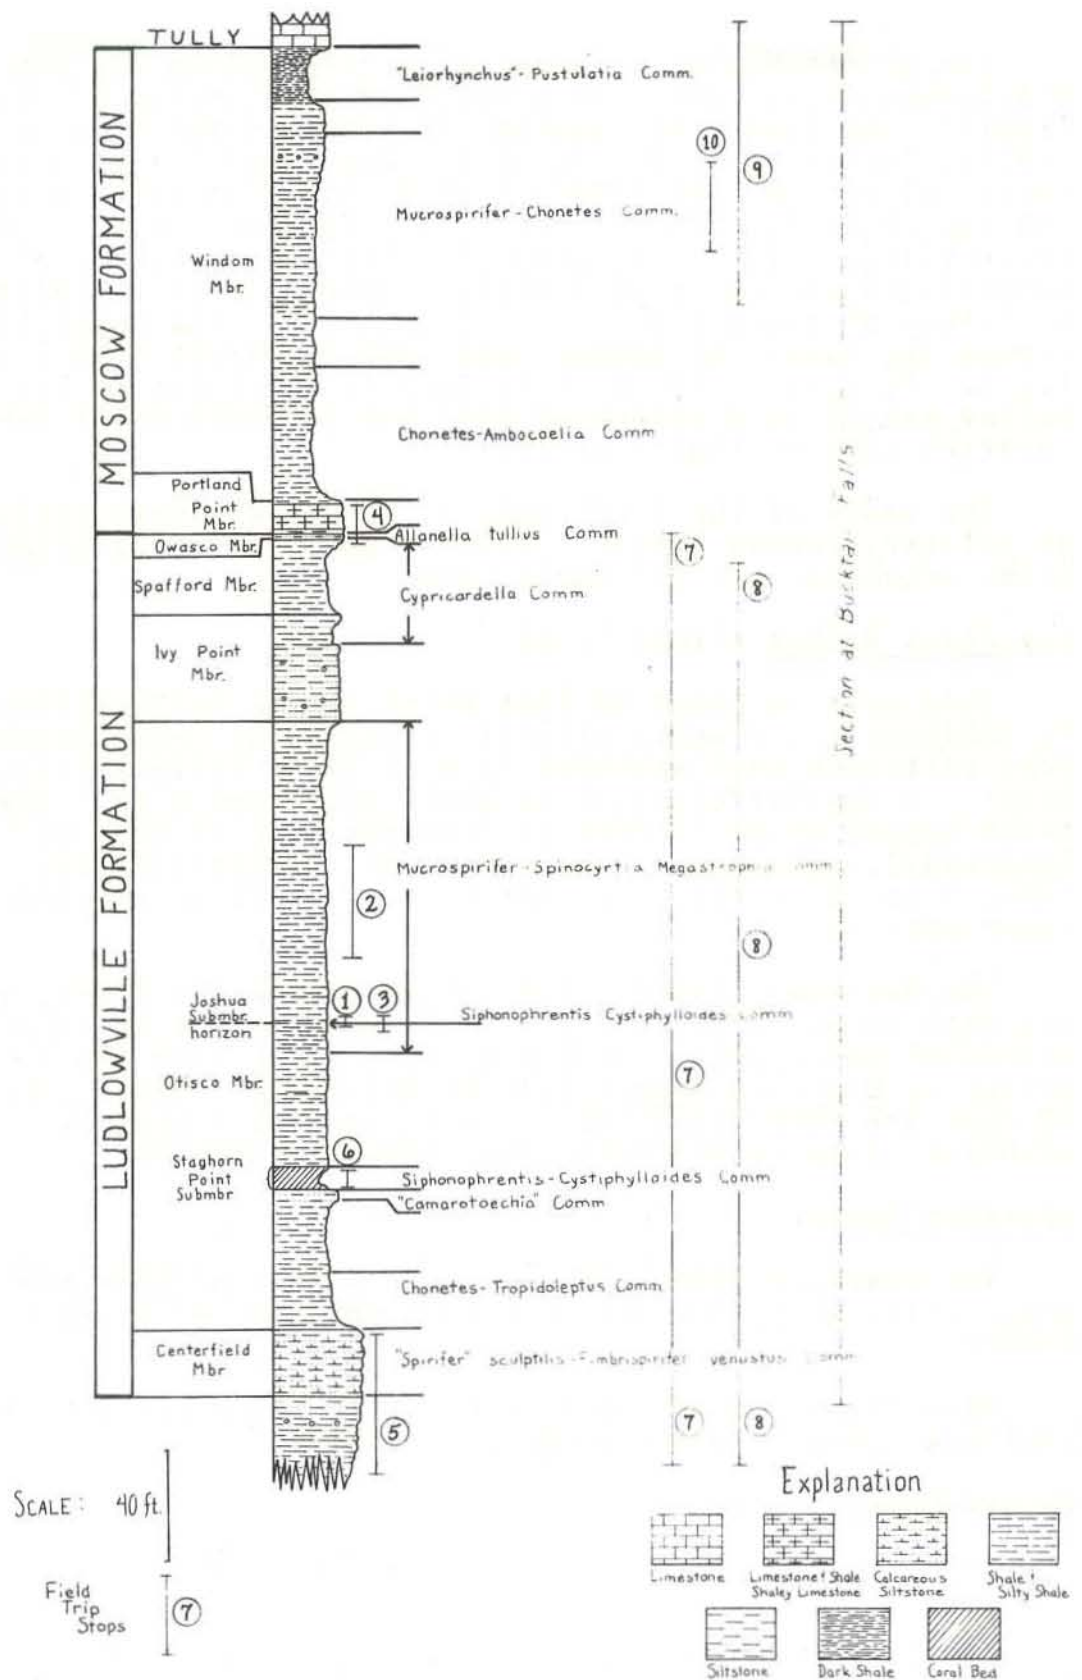 TULLY
"Leiorhynchus"- Pustulatia Comm.
MOSCOW FORMATION
10
9
Mucrospirifer-Chonetes Comm.
Windom
Mbr.
Chonetes-Ambocoelia Comm
Portland
Point
Mbr.
4
Allanella tullius Comm
Owasco Mbr.
7
Spafford Mbr.
8
Cypricardella Comm.
Ivy Point
Mbr.
Section at Bucktail Falls
LUDLOWVILLE FORMATION
Mucrospirifer-Spinocyrtia Megastrophia Comm
2
8
Joshua
Submbr.
horizon
1
3
Siphonophrentis Cystiphylloides Comm
7
Otisco Mbr.
6
Staghorn
Point
Submbr
Siphonophrentis-Cystiphylloides Comm
"Camarotoechia" Comm
Chonetes-Tropidoleptus Comm
Centerfield
Mbr
"Spirifer" sculptilis-Fimbrispirifer venustus Comm
5
7
8
SCALE: 40 ft.
Explanation
Limestone
Limestone & Shale
Shaley Limestone
Calcareous
Siltstone
Shale &
Silty Shale
Field
Trip
Stops
7
Siltstone
Dark Shale
Coral Bed